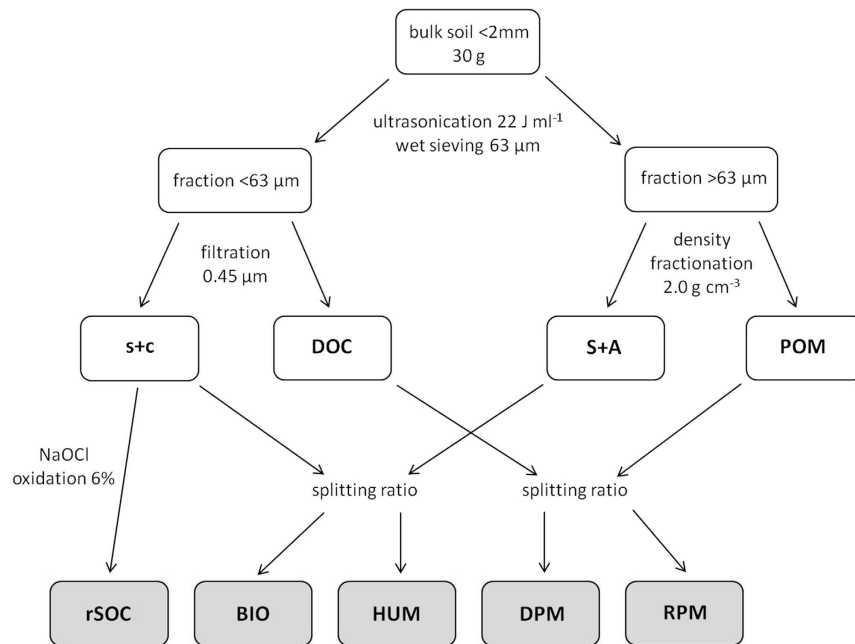 bulk soil <2mm
30 g
ultrasonication 22 J ml⁻¹
wet sieving 63 µm
fraction <63 µm
fraction >63 µm
filtration
0.45 µm
density
fractionation
2.0 g cm⁻³
s+c
DOC
S+A
POM
NaOCl
oxidation 6%
splitting ratio
splitting ratio
rSOC
BIO
HUM
DPM
RPM